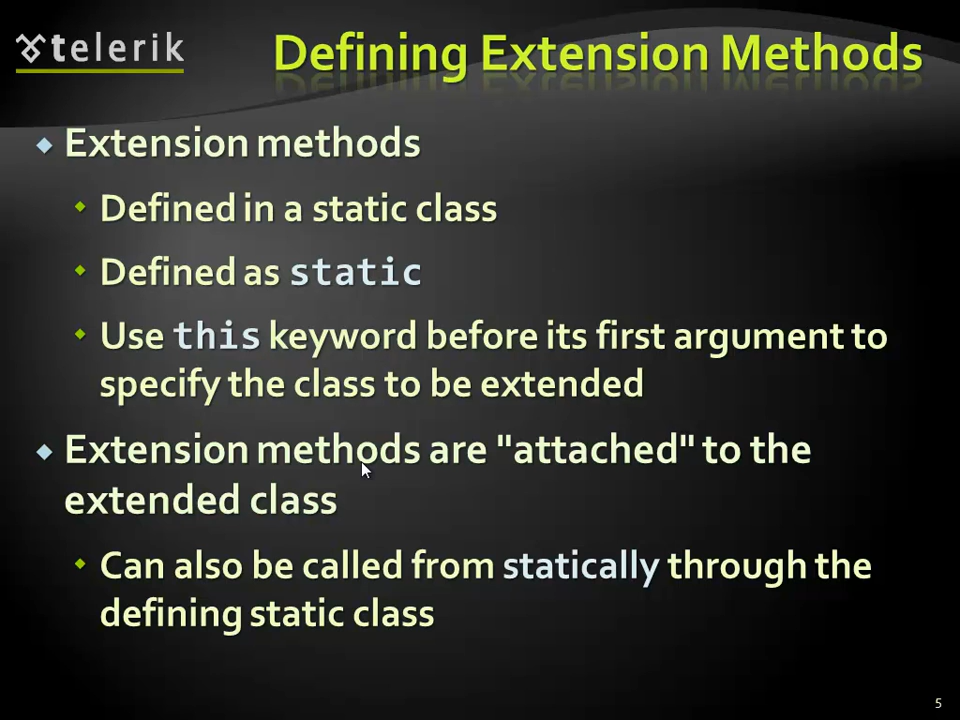 telerik
Defining Extension Methods
Extension methods
Defined in a static class
Defined as static
Use this keyword before its first argument to
specify the class to be extended
Extension methods are "attached" to the
extended class
Can also be called from statically through the
defining static class
5